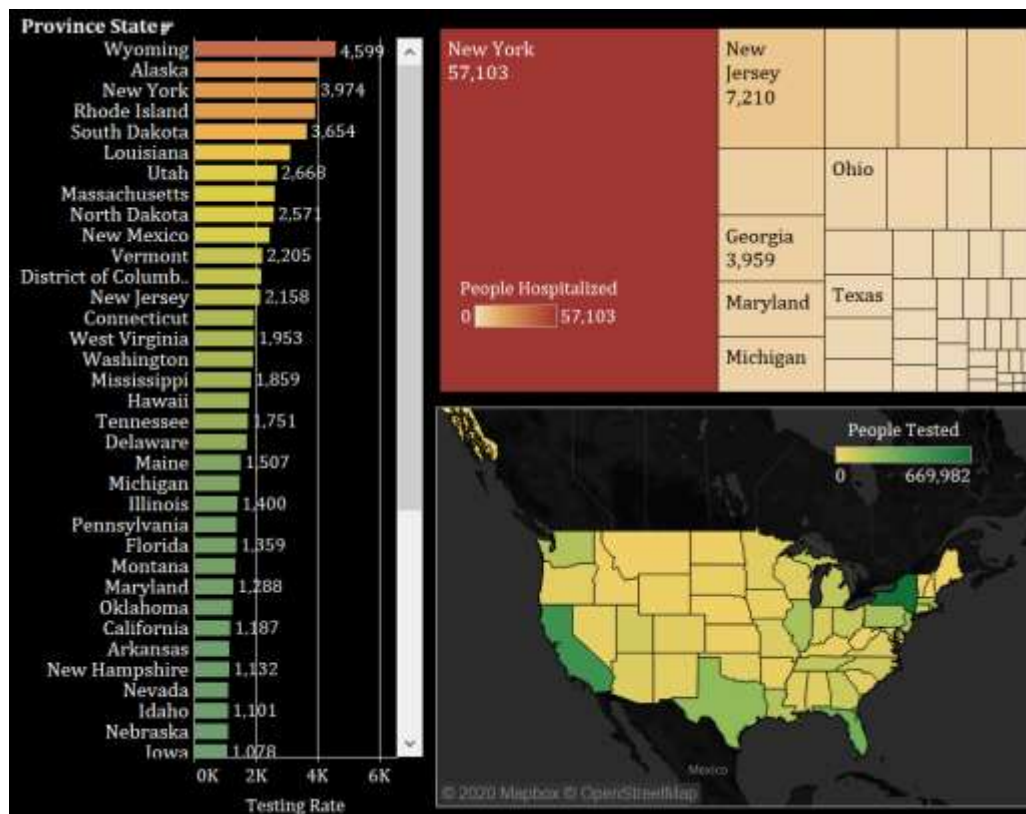 Province State
Wyoming 4,599
Alaska
New York 3,974
Rhode Island
South Dakota 3,654
Louisiana
Utah 2,668
Massachusetts
North Dakota 2,571
New Mexico
Vermont 2,205
District of Columb..
New Jersey 2,158
Connecticut
West Virginia 1,953
Washington
Mississippi 1,859
Hawaii
Tennessee 1,751
Delaware
Maine 1,507
Michigan
Illinois 1,400
Pennsylvania
Florida 1,359
Montana
Maryland 1,288
Oklahoma
California 1,187
Arkansas
New Hampshire 1,132
Nevada
Idaho 1,101
Nebraska
Iowa 1,078
0K 2K 4K 6K
Testing Rate
New York
57,103
People Hospitalized
0 57,103
New
Jersey
7,210
Georgia
3,959
Maryland
Michigan
Ohio
Texas
People Tested
0 669,982
Mexico
© 2020 Mapbox © OpenStreetMap